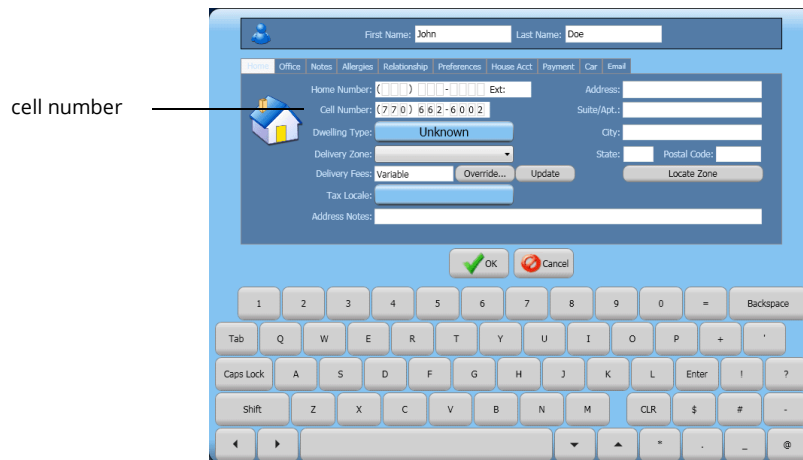 First Name: John Last Name: Doe
Home Office Notes Allergies Relationship Preferences House Acct Payment Car Email
Home Number: ( ) - Ext: Address:
cell number Cell Number: (770) 662-6002 Suite/Apt.:
Dwelling Type: Unknown City:
Delivery Zone: State: Postal Code:
Delivery Fees: Variable Override... Update Locate Zone
Tax Locale:
Address Notes:
OK Cancel
1 2 3 4 5 6 7 8 9 0 = Backspace
Tab Q W E R T Y U I O P + '
Caps Lock A S D F G H J K L Enter ! ?
Shift Z X C V B N M CLR $ # -
* . _ @